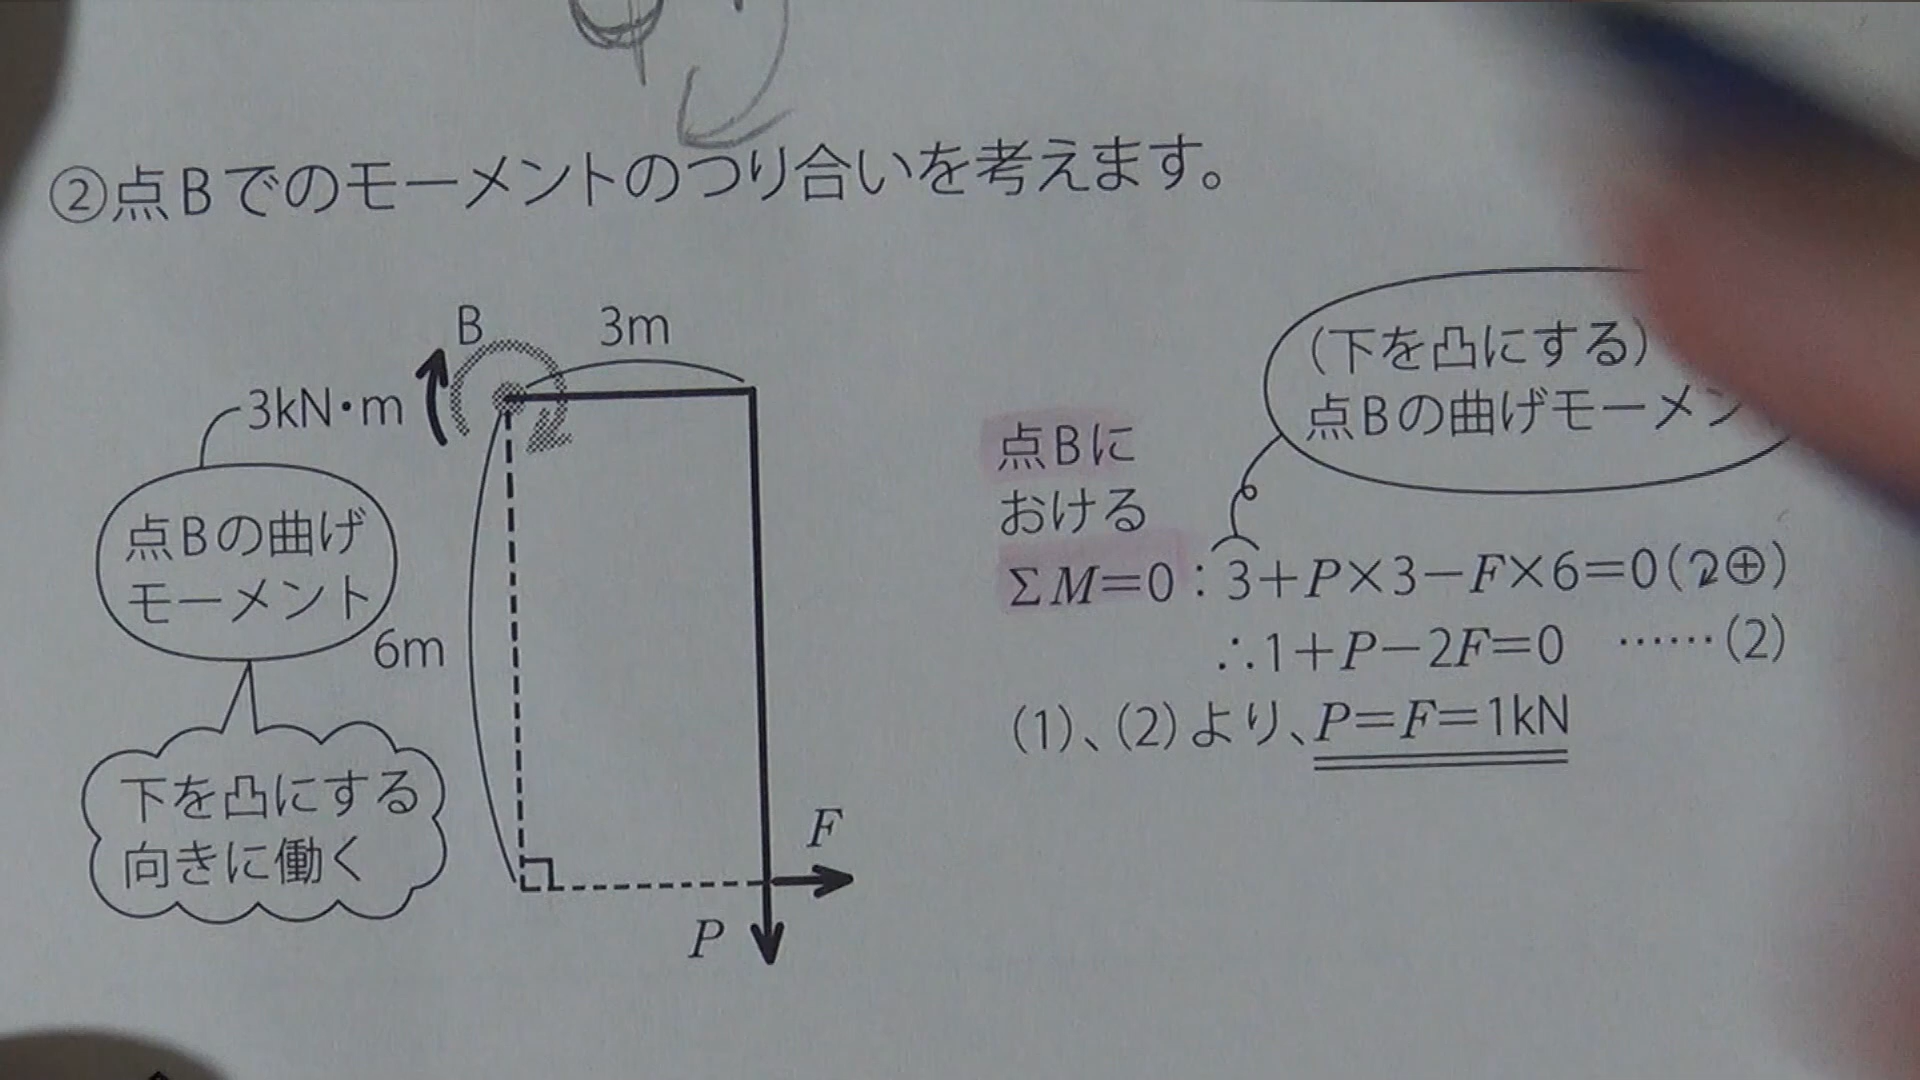 ②点Bでのモーメントのつり合いを考えます。
B
3m
3kN・m
点Bの曲げ
モーメント
6m
下を凸にする
向きに働く
F
P
(下を凸にする)
点Bの曲げモーメン
点Bに
おける
ΣM=0:3+P×3−F×6=0(⊕)
∴1+P−2F=0 ……(2)
(1)、(2)より、P=F=1kN